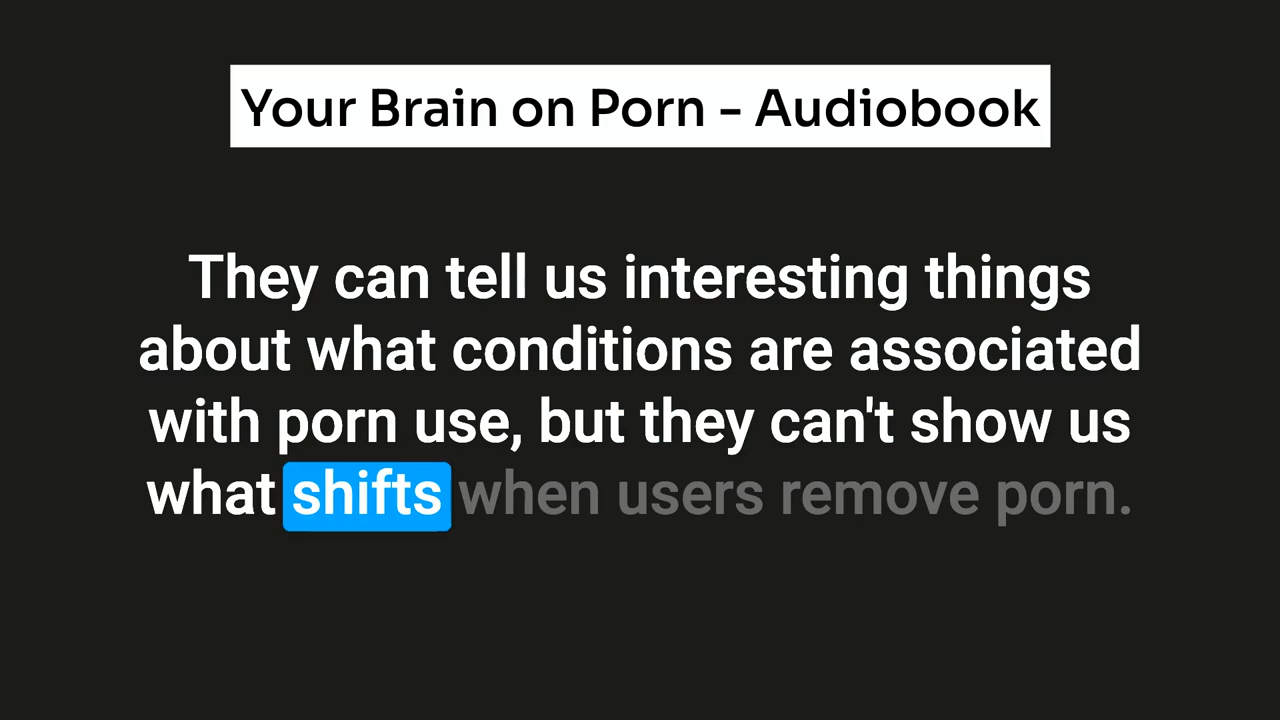 Your Brain on Porn - Audiobook
They can tell us interesting things
about what conditions are associated
with porn use, but they can't show us
what shifts when users remove porn.